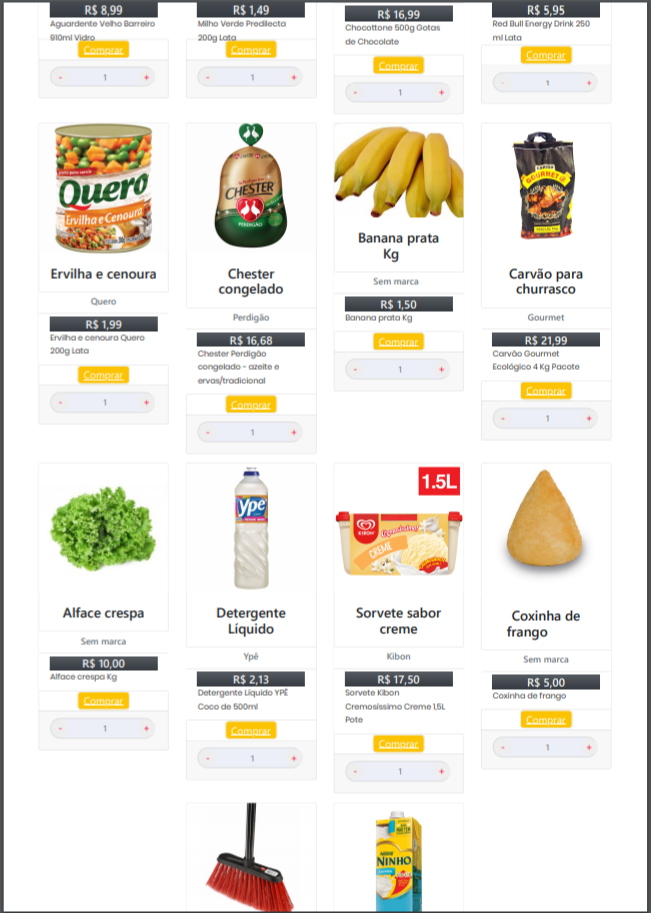 R$ 8,99
Aguardente Velho Barreiro
910ml Vidro
Comprar
- 1 +
R$ 1,49
Milho Verde Predilecta
200g Lata
Comprar
- 1 +
R$ 16,99
Chocottone 500g Gotas
de Chocolate
Comprar
- 1 +
R$ 5,95
Red Bull Energy Drink 250
ml Lata
Comprar
- 1 +
Quero
Ervilha e Cenoura
Ervilha e cenoura
Quero
R$ 1,99
Ervilha e cenoura Quero
200g Lata
Comprar
- 1 +
CHESTER
PERDIGÃO
Chester
congelado
Perdigão
R$ 16,68
Chester Perdigão
congelado - azeite e
ervas/tradicional
Comprar
- 1 +
Banana prata
Kg
Sem marca
R$ 1,50
Banana prata Kg
Comprar
- 1 +
CARVÃO
GOURMET
Carvão para
churrasco
Gourmet
R$ 21,99
Carvão Gourmet
Ecológico 4 Kg Pacote
Comprar
- 1 +
Alface crespa
Sem marca
R$ 10,00
Alface crespa Kg
Comprar
- 1 +
Ypê
Detergente
Líquido
Ypê
R$ 2,13
Detergente Líquido YPÊ
Coco de 500ml
Comprar
- 1 +
1.5L
KIBON
Cremosíssimo!
CREME
Sorvete sabor
creme
Kibon
R$ 17,50
Sorvete Kibon
Cremosíssimo Creme 1,5L
Pote
Comprar
- 1 +
Coxinha de
frango
Sem marca
R$ 5,00
Coxinha de frango
Comprar
- 1 +
NINHO